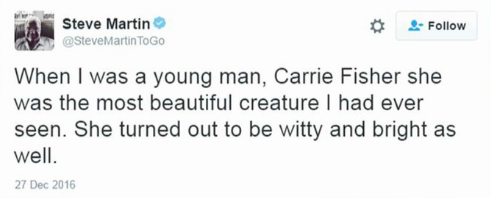 Steve Martin
@SteveMartinToGo
Follow
When I was a young man, Carrie Fisher she
was the most beautiful creature I had ever
seen. She turned out to be witty and bright as
well.
27 Dec 2016